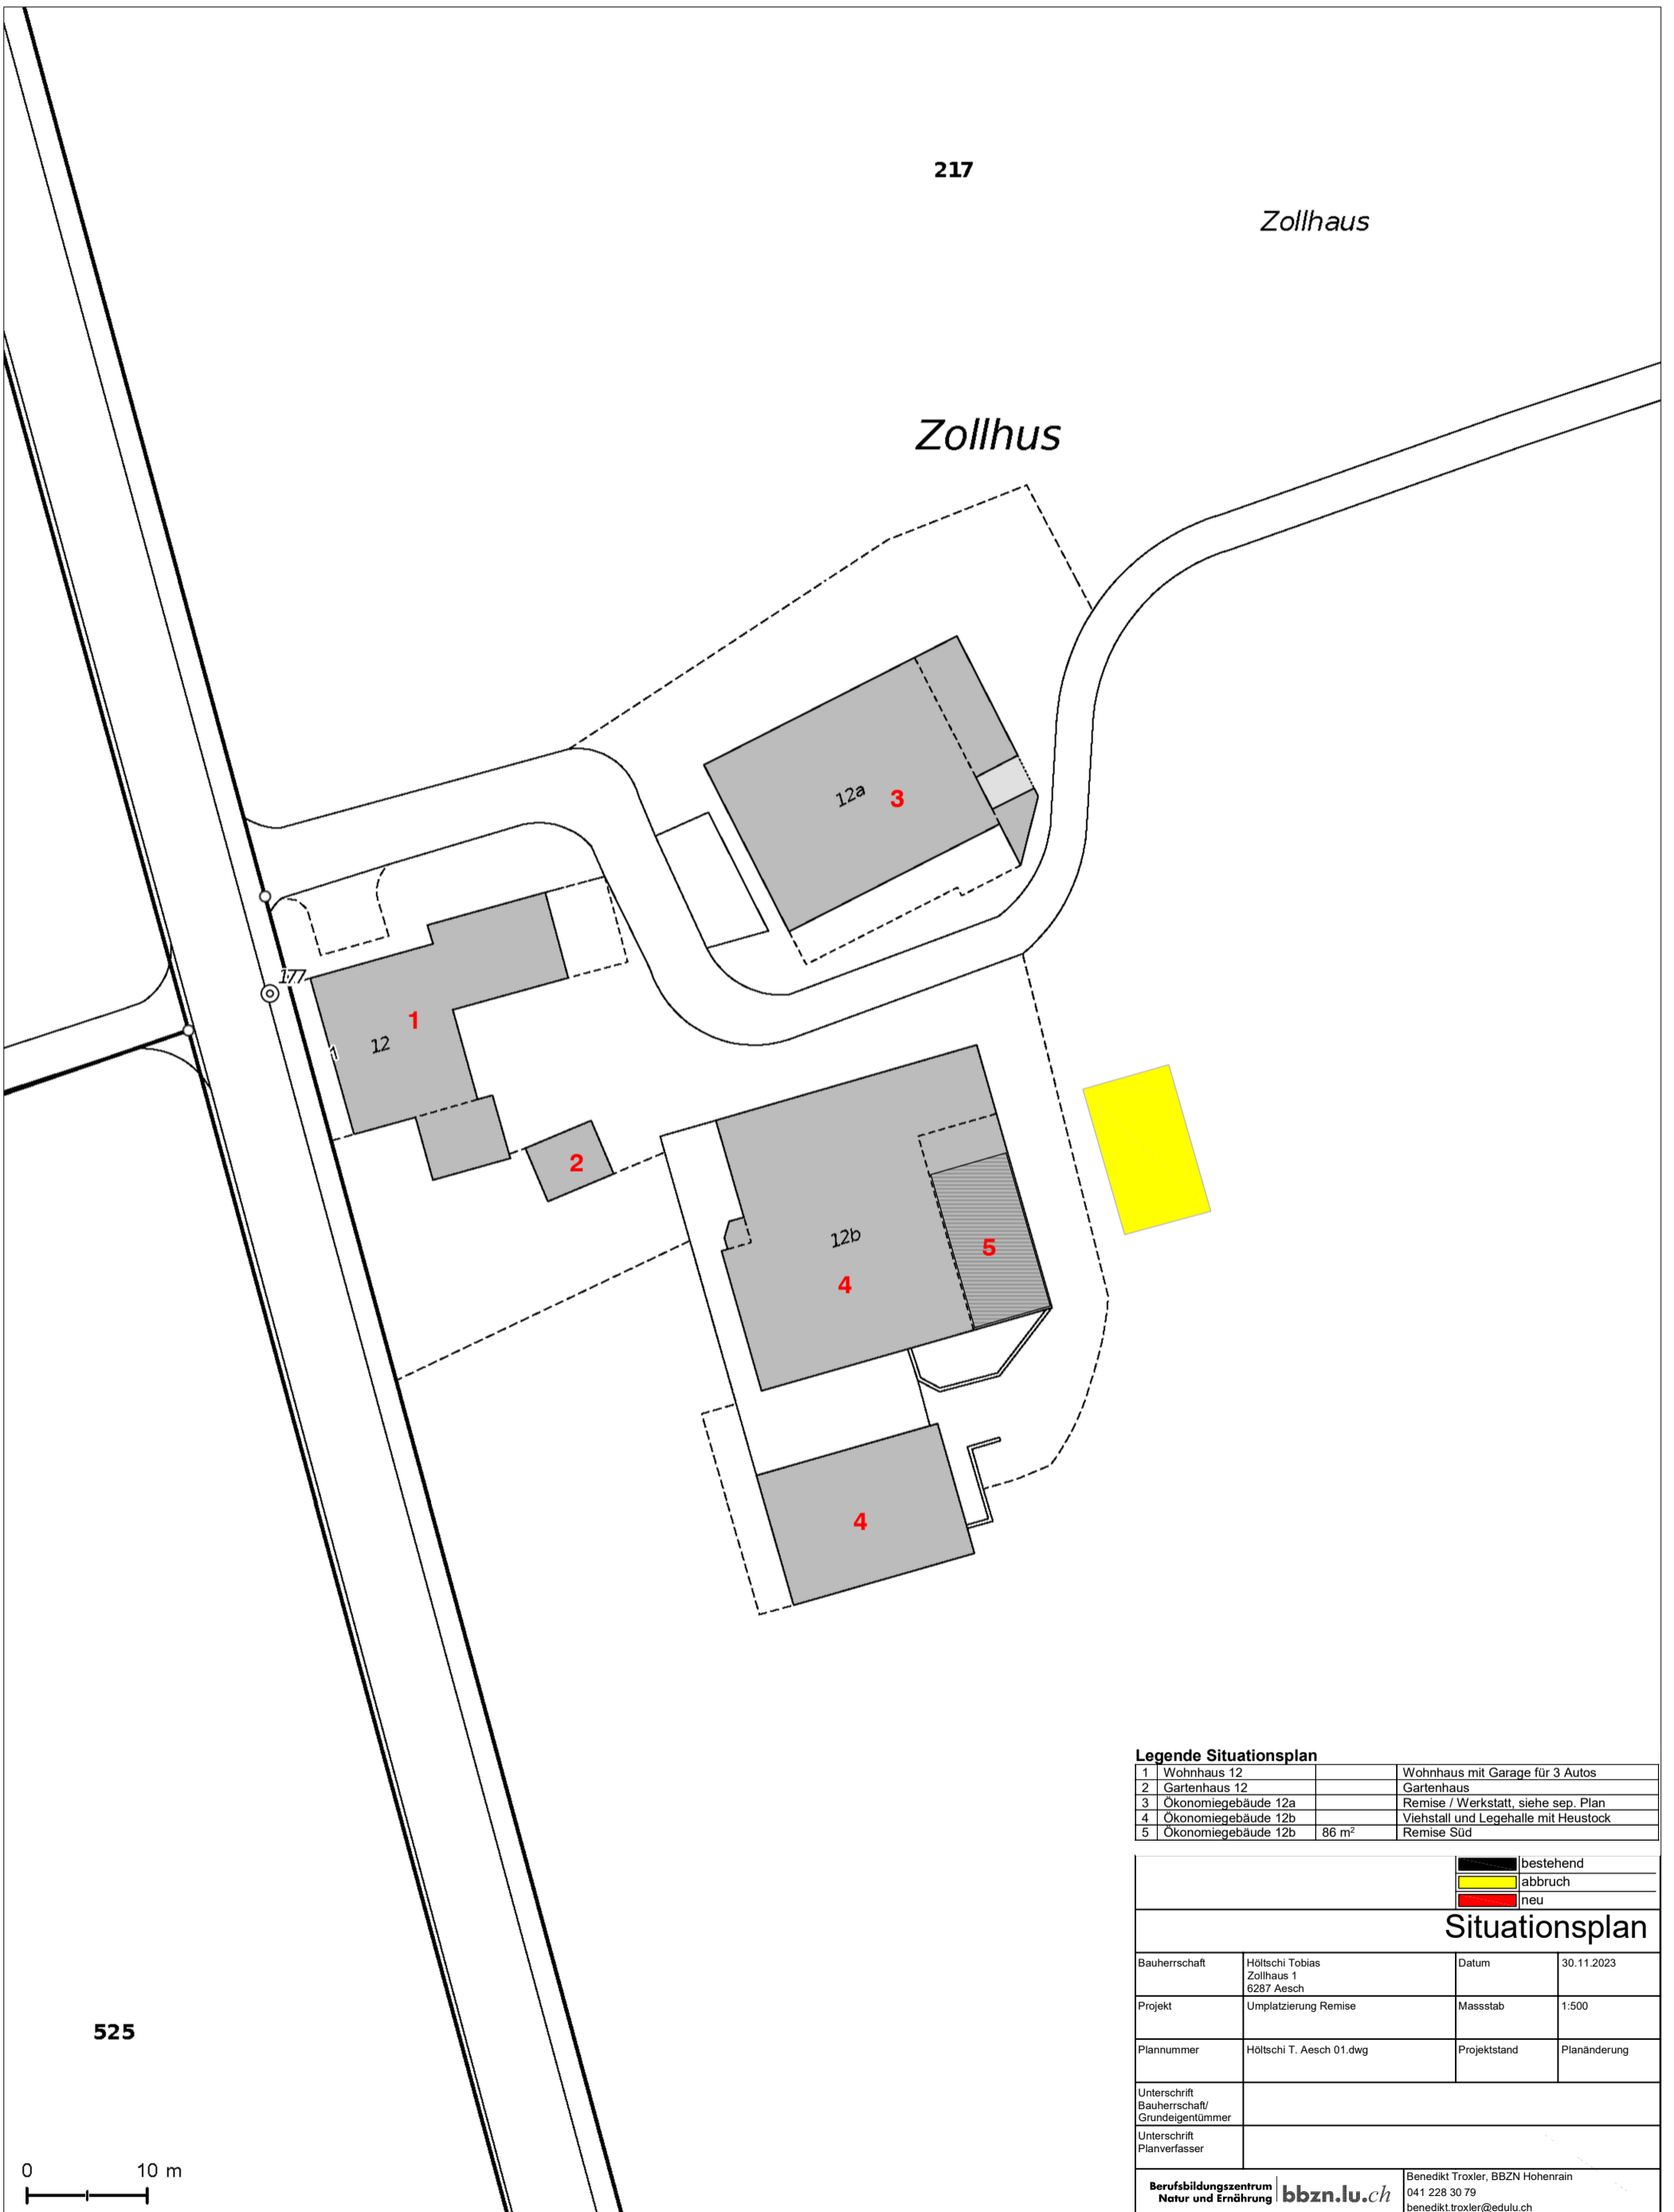 217
Zollhaus
Zollhus
12a
3
177
1
12
1
2
12b
5
4
4
525
0 10 m
Legende Situationsplan
1 Wohnhaus 12 Wohnhaus mit Garage für 3 Autos
2 Gartenhaus 12 Gartenhaus
3 Ökonomiegebäude 12a Remise / Werkstatt, siehe sep. Plan
4 Ökonomiegebäude 12b Viehstall und Legehalle mit Heustock
5 Ökonomiegebäude 12b 86 m² Remise Süd
bestehend
abbruch
neu
Situationsplan
Bauherrschaft Höltschi Tobias Datum 30.11.2023
Zollhaus 1
6287 Aesch
Projekt Umplatzierung Remise Massstab 1:500
Plannummer Höltschi T. Aesch 01.dwg Projektstand Planänderung
Unterschrift
Bauherrschaft/
Grundeigentümmer
Unterschrift
Planverfasser
Berufsbildungszentrum
Natur und Ernährung
bbzn.lu.ch
Benedikt Troxler, BBZN Hohenrain
041 228 30 79
benedikt.troxler@edulu.ch